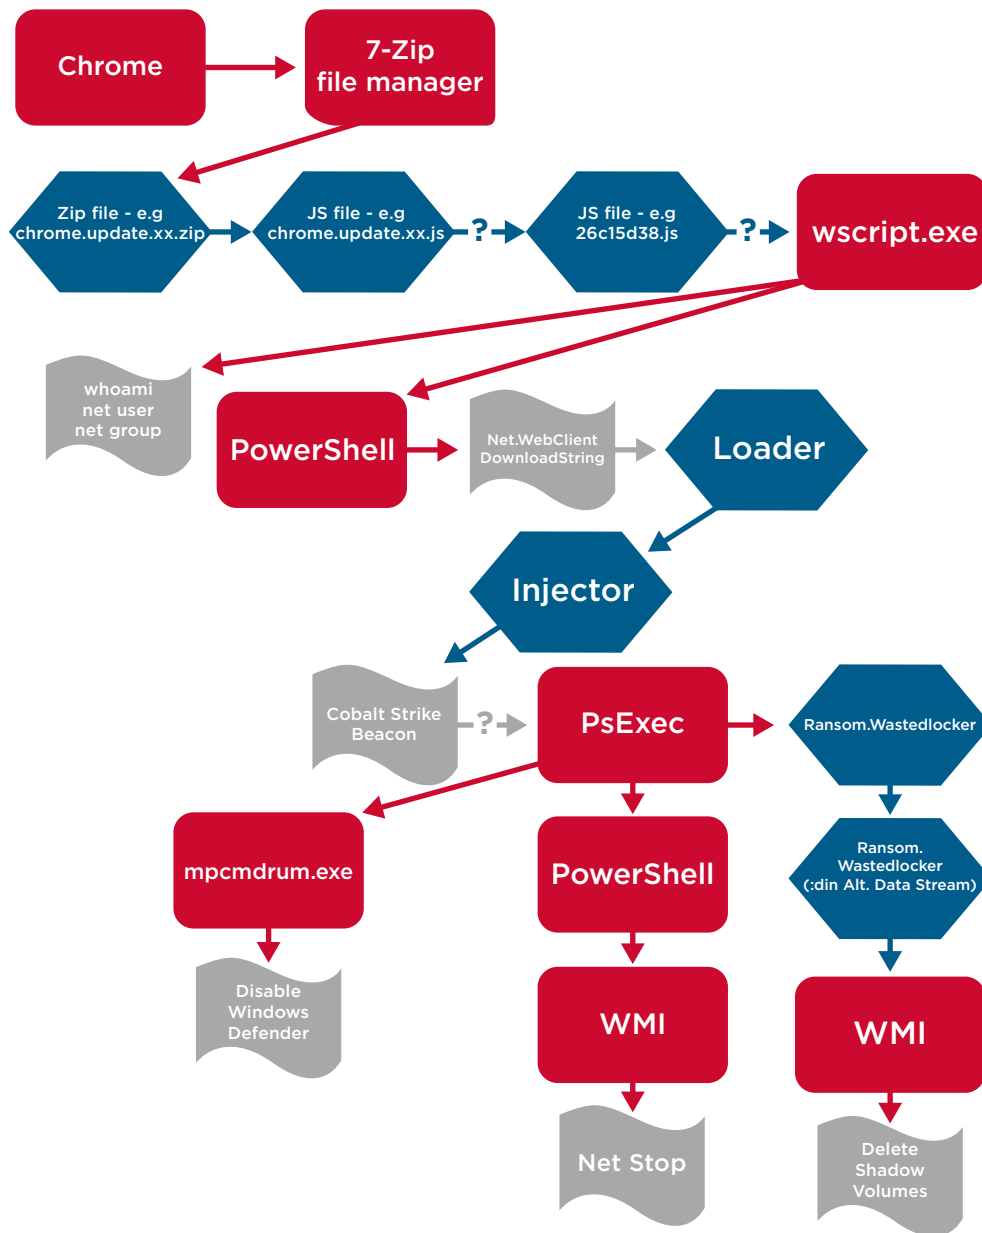 Chrome
7-Zip
file manager
Zip file - e.g
chrome.update.xx.zip
JS file - e.g
chrome.update.xx.js
?
JS file - e.g
26c15d38.js
?
wscript.exe
whoami
net user
net group
PowerShell
Net.WebClient
DownloadString
Loader
Injector
Cobalt Strike
Beacon
?
PsExec
Ransom.Wastedlocker
mpcmdrum.exe
PowerShell
Ransom.
Wastedlocker
(:din Alt. Data Stream)
Disable
Windows
Defender
WMI
WMI
Net Stop
Delete
Shadow
Volumes